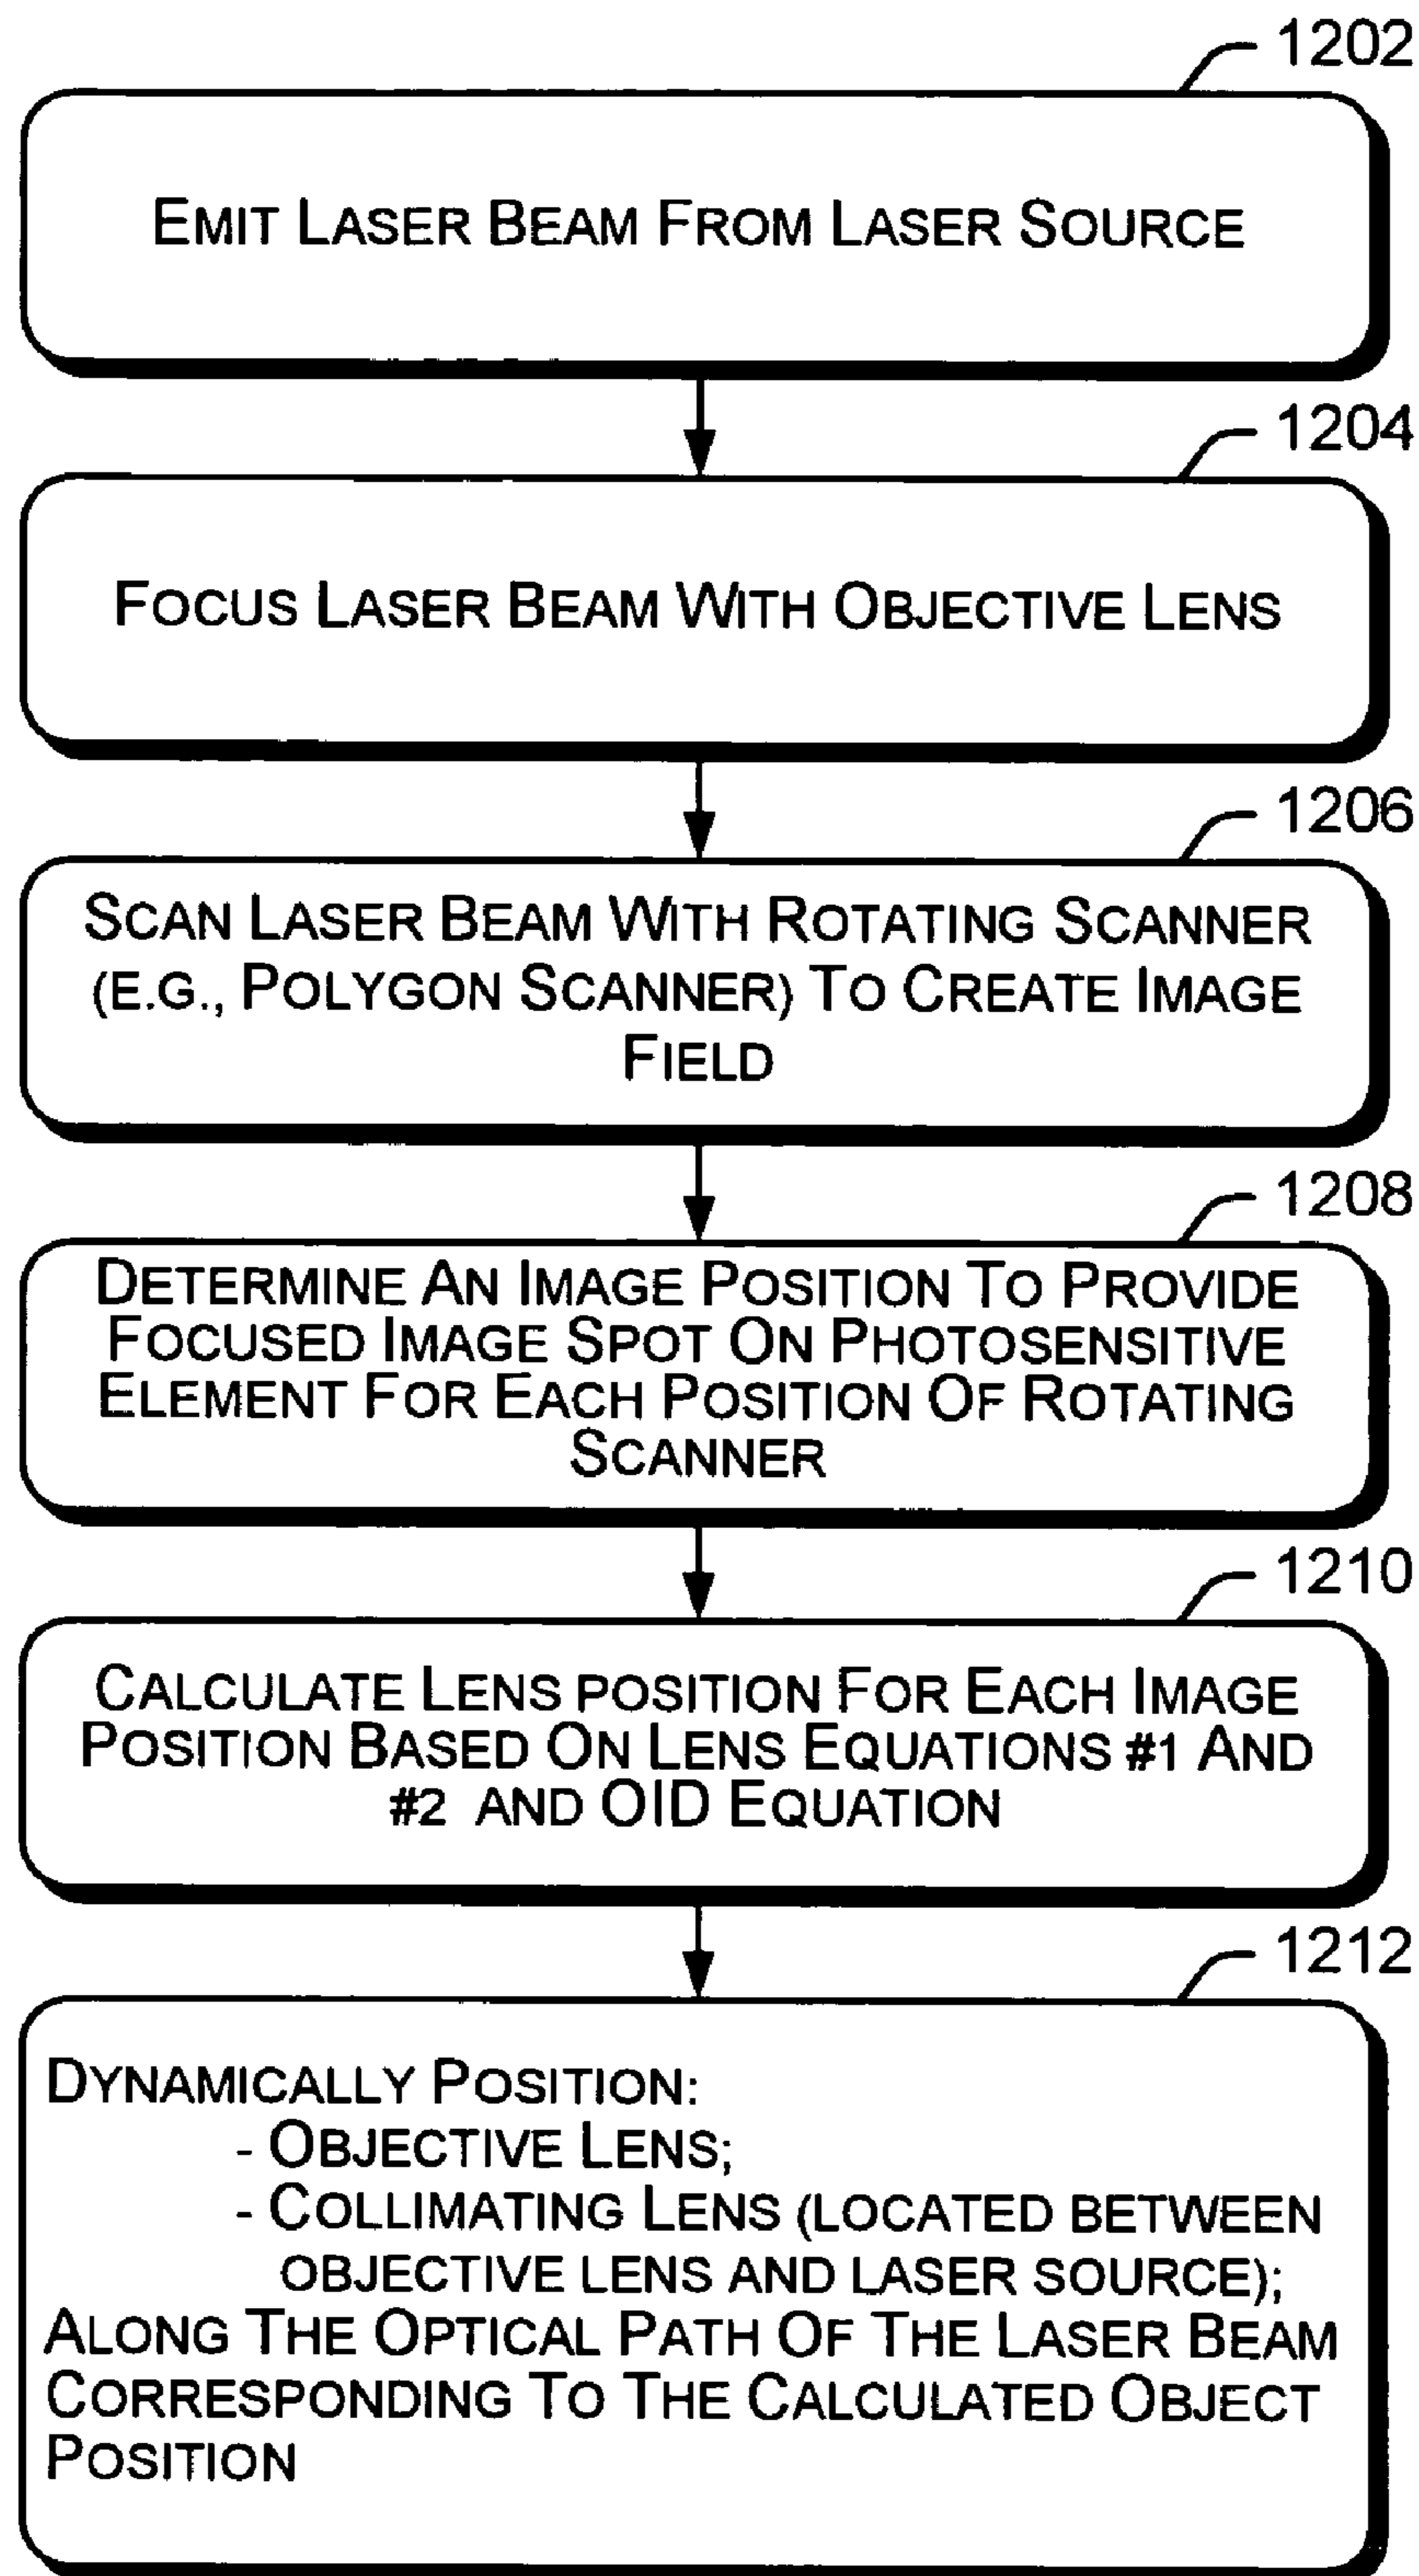 1202
EMIT LASER BEAM FROM LASER SOURCE
1204
FOCUS LASER BEAM WITH OBJECTIVE LENS
1206
SCAN LASER BEAM WITH ROTATING SCANNER
(E.G., POLYGON SCANNER) TO CREATE IMAGE
FIELD
1208
DETERMINE AN IMAGE POSITION TO PROVIDE
FOCUSED IMAGE SPOT ON PHOTOSENSITIVE
ELEMENT FOR EACH POSITION OF ROTATING
SCANNER
1210
CALCULATE LENS POSITION FOR EACH IMAGE
POSITION BASED ON LENS EQUATIONS #1 AND
#2 AND OID EQUATION
1212
DYNAMICALLY POSITION:
- OBJECTIVE LENS;
- COLLIMATING LENS (LOCATED BETWEEN
OBJECTIVE LENS AND LASER SOURCE);
ALONG THE OPTICAL PATH OF THE LASER BEAM
CORRESPONDING TO THE CALCULATED OBJECT
POSITION